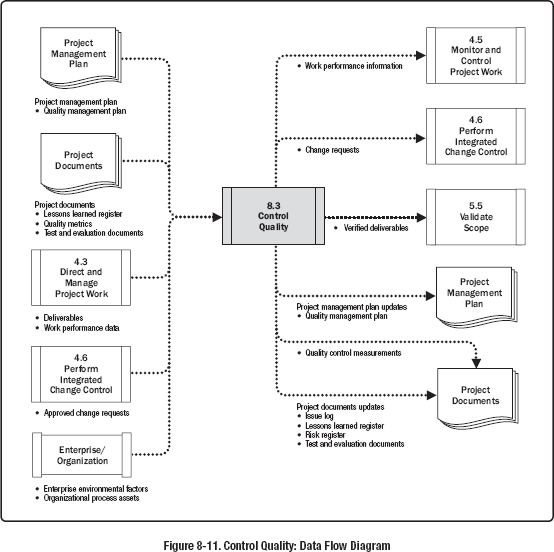 Project
Management
Plan
Project management plan
• Quality management plan
Project
Documents
Project documents
• Lessons learned register
• Quality metrics
• Test and evaluation documents
4.3
Direct and
Manage
Project Work
• Deliverables
• Work performance data
4.6
Perform
Integrated
Change Control
• Approved change requests
Enterprise/
Organization
• Enterprise environmental factors
• Organizational process assets
8.3
Control
Quality
• Work performance information
4.5
Monitor and
Control
Project Work
• Change requests
4.6
Perform
Integrated
Change Control
• Verified deliverables
5.5
Validate
Scope
Project management plan updates
• Quality management plan
Project
Management
Plan
• Quality control measurements
Project
Documents
Project documents updates
• Issue log
• Lessons learned register
• Risk register
• Test and evaluation documents
Figure 8-11. Control Quality: Data Flow Diagram